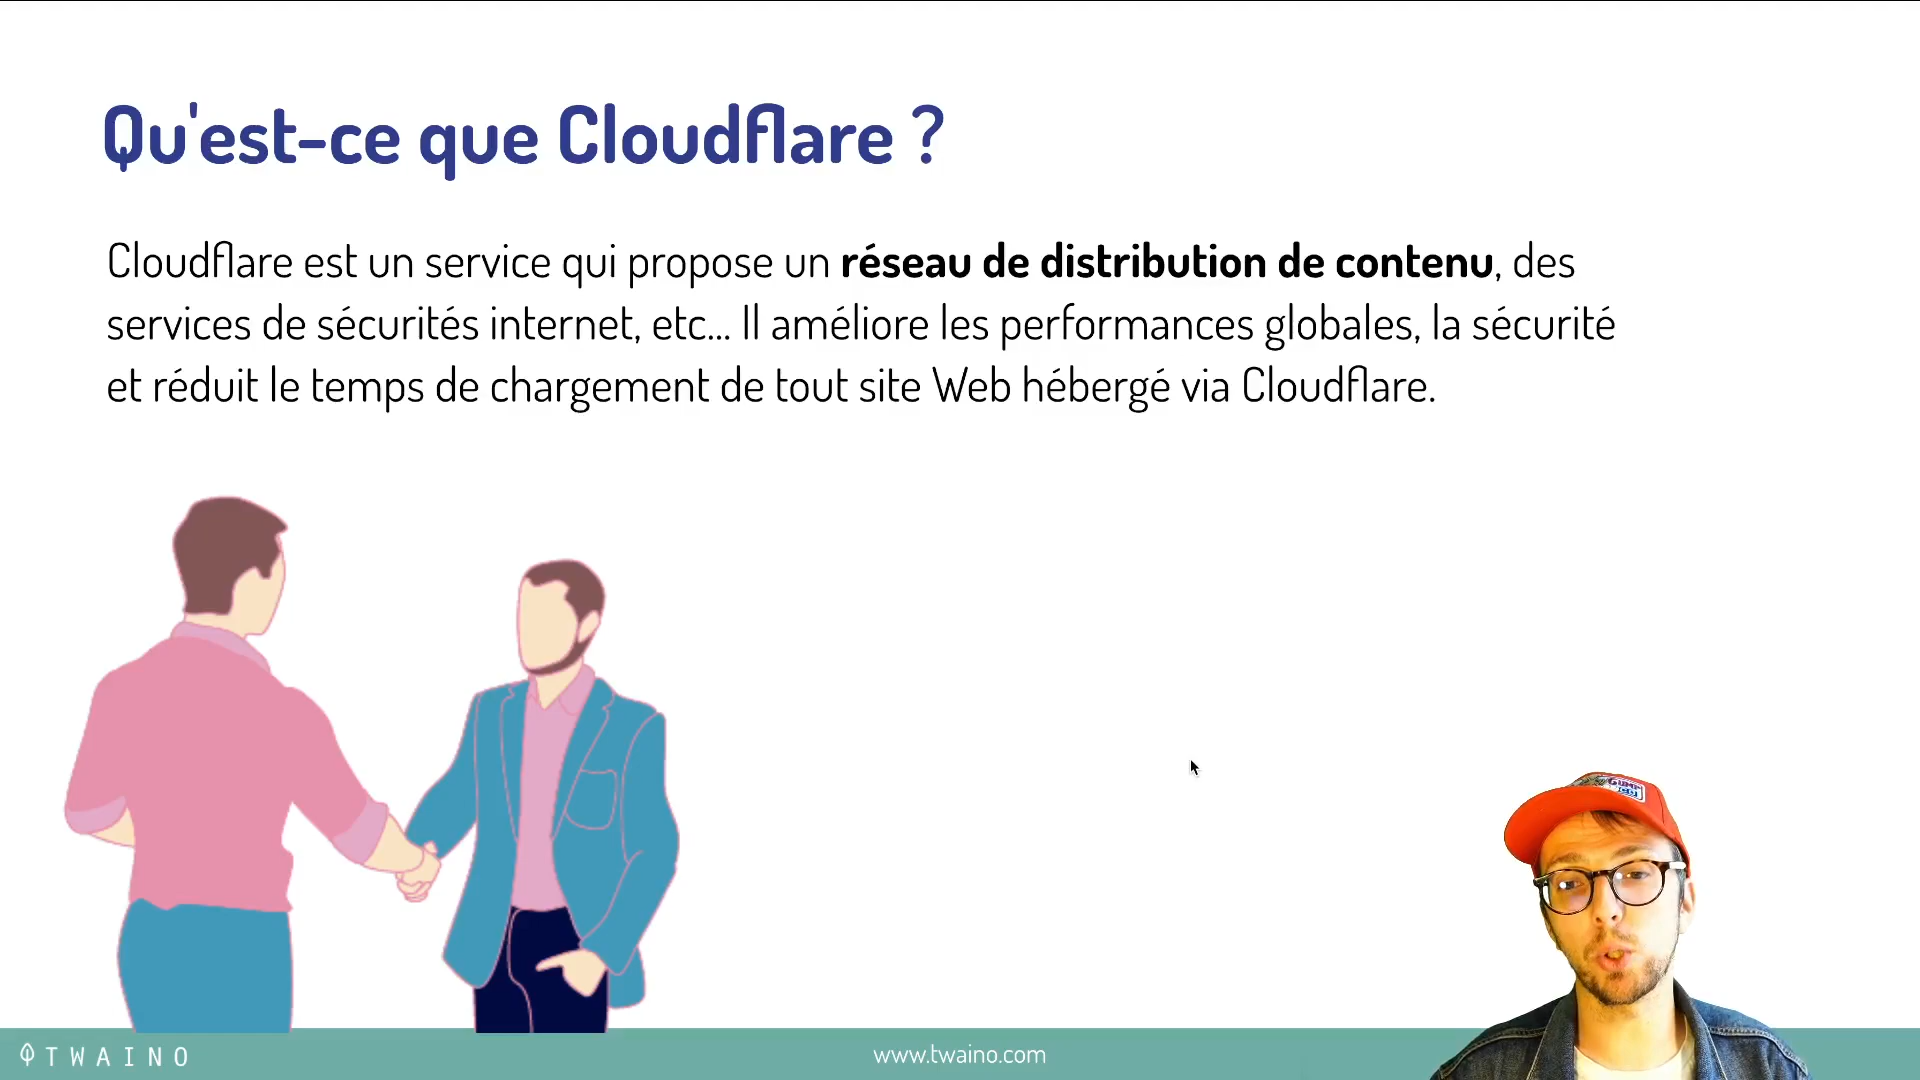 Qu'est-ce que Cloudflare ?
Cloudflare est un service qui propose un réseau de distribution de contenu, des
services de sécurités internet, etc... Il améliore les performances globales, la sécurité
et réduit le temps de chargement de tout site Web hébergé via Cloudflare.
TWAINO
www.twaino.com